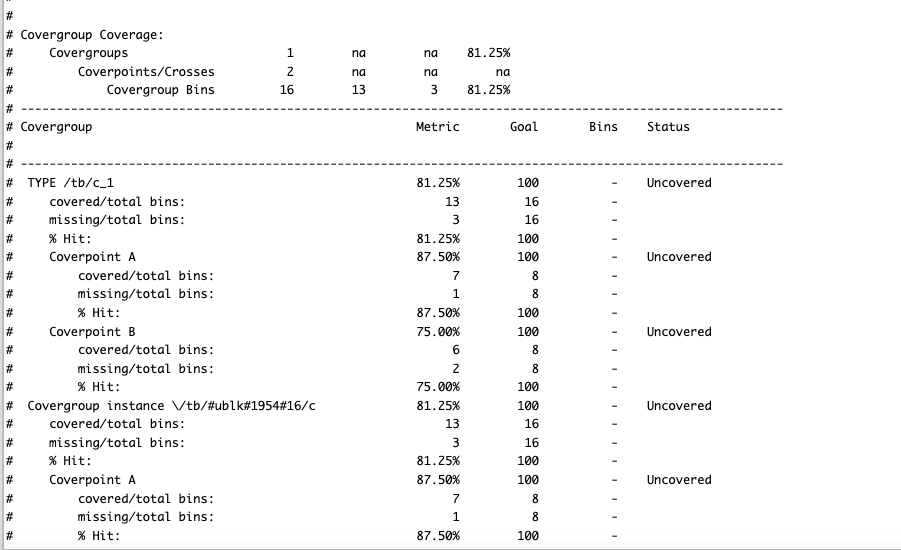 #
#
# Covergroup Coverage:
#     Covergroups                      1        na        na    81.25%
#         Coverpoints/Crosses          2        na        na        na
#             Covergroup Bins         16        13         3    81.25%
# ----------------------------------------------------------------------------------------------------------
# Covergroup                                             Metric       Goal       Bins    Status
#
# ----------------------------------------------------------------------------------------------------------
#  TYPE /tb/c_1                                          81.25%        100          -    Uncovered
#     covered/total bins:                                    13         16          -
#     missing/total bins:                                     3         16          -
#     % Hit:                                             81.25%        100          -
#     Coverpoint A                                       87.50%        100          -    Uncovered
#         covered/total bins:                                 7          8          -
#         missing/total bins:                                 1          8          -
#         % Hit:                                         87.50%        100          -
#     Coverpoint B                                       75.00%        100          -    Uncovered
#         covered/total bins:                                 6          8          -
#         missing/total bins:                                 2          8          -
#         % Hit:                                         75.00%        100          -
#  Covergroup instance \/tb/#ublk#1954#16/c              81.25%        100          -    Uncovered
#     covered/total bins:                                    13         16          -
#     missing/total bins:                                     3         16          -
#     % Hit:                                             81.25%        100          -
#     Coverpoint A                                       87.50%        100          -    Uncovered
#         covered/total bins:                                 7          8          -
#         missing/total bins:                                 1          8          -
#         % Hit:                                         87.50%        100          -